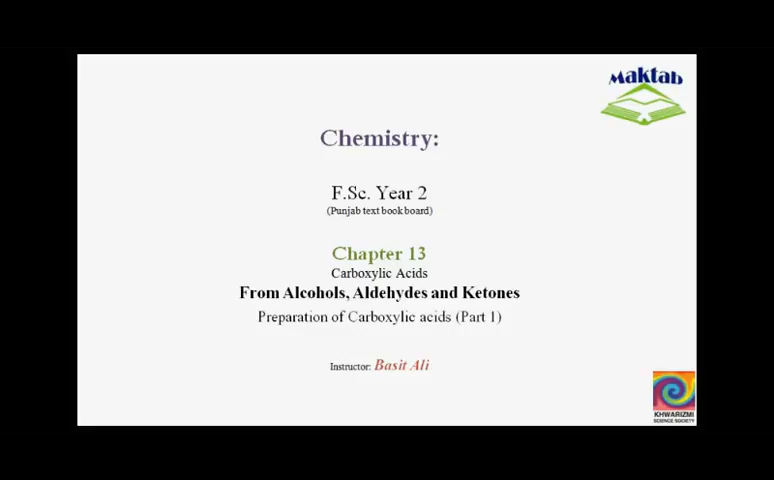 Maktab
Chemistry:
F.Sc. Year 2
(Punjab text book board)
Chapter 13
Carboxylic Acids
From Alcohols, Aldehydes and Ketones
Preparation of Carboxylic acids (Part 1)
Instructor: Basit Ali
KHWARIZMI
SCIENCE SOCIETY